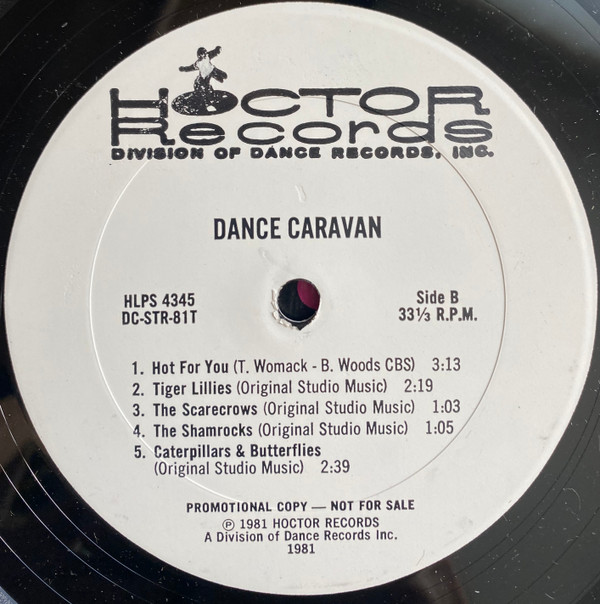 HOCTOR
Records
DIVISION OF DANCE RECORDS, INC.
DANCE CARAVAN
HLPS 4345
DC-STR-81T
Side B
33⅓ R.P.M.
1. Hot For You (T. Womack - B. Woods CBS) 3:13
2. Tiger Lillies (Original Studio Music) 2:19
3. The Scarecrows (Original Studio Music) 1:03
4. The Shamrocks (Original Studio Music) 1:05
5. Caterpillars & Butterflies
(Original Studio Music) 2:39
PROMOTIONAL COPY — NOT FOR SALE
℗ 1981 HOCTOR RECORDS
A Division of Dance Records Inc.
1981